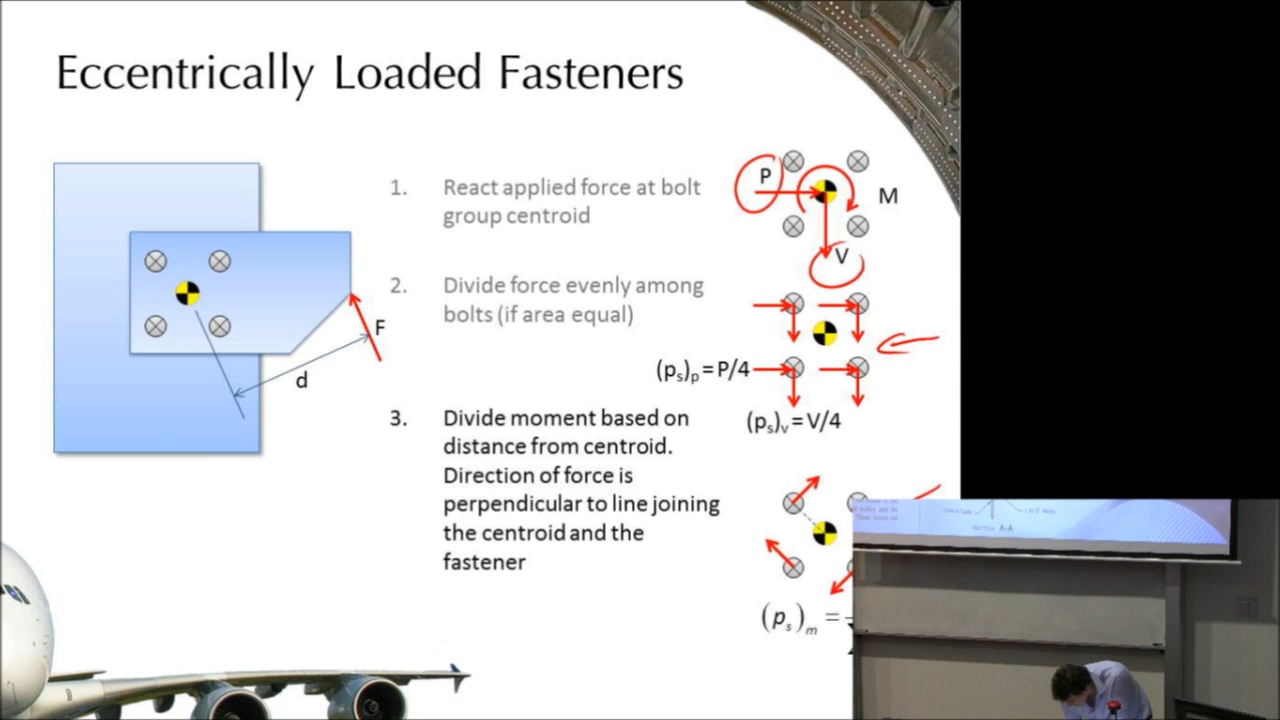 Eccentrically Loaded Fasteners
1. React applied force at bolt
group centroid
2. Divide force evenly among
bolts (if area equal)
3. Divide moment based on
distance from centroid.
Direction of force is
perpendicular to line joining
the centroid and the
fastener
F
d
P
M
V
(ps)p=P/4
(ps)v=V/4
(ps)m=
SECTION A-A